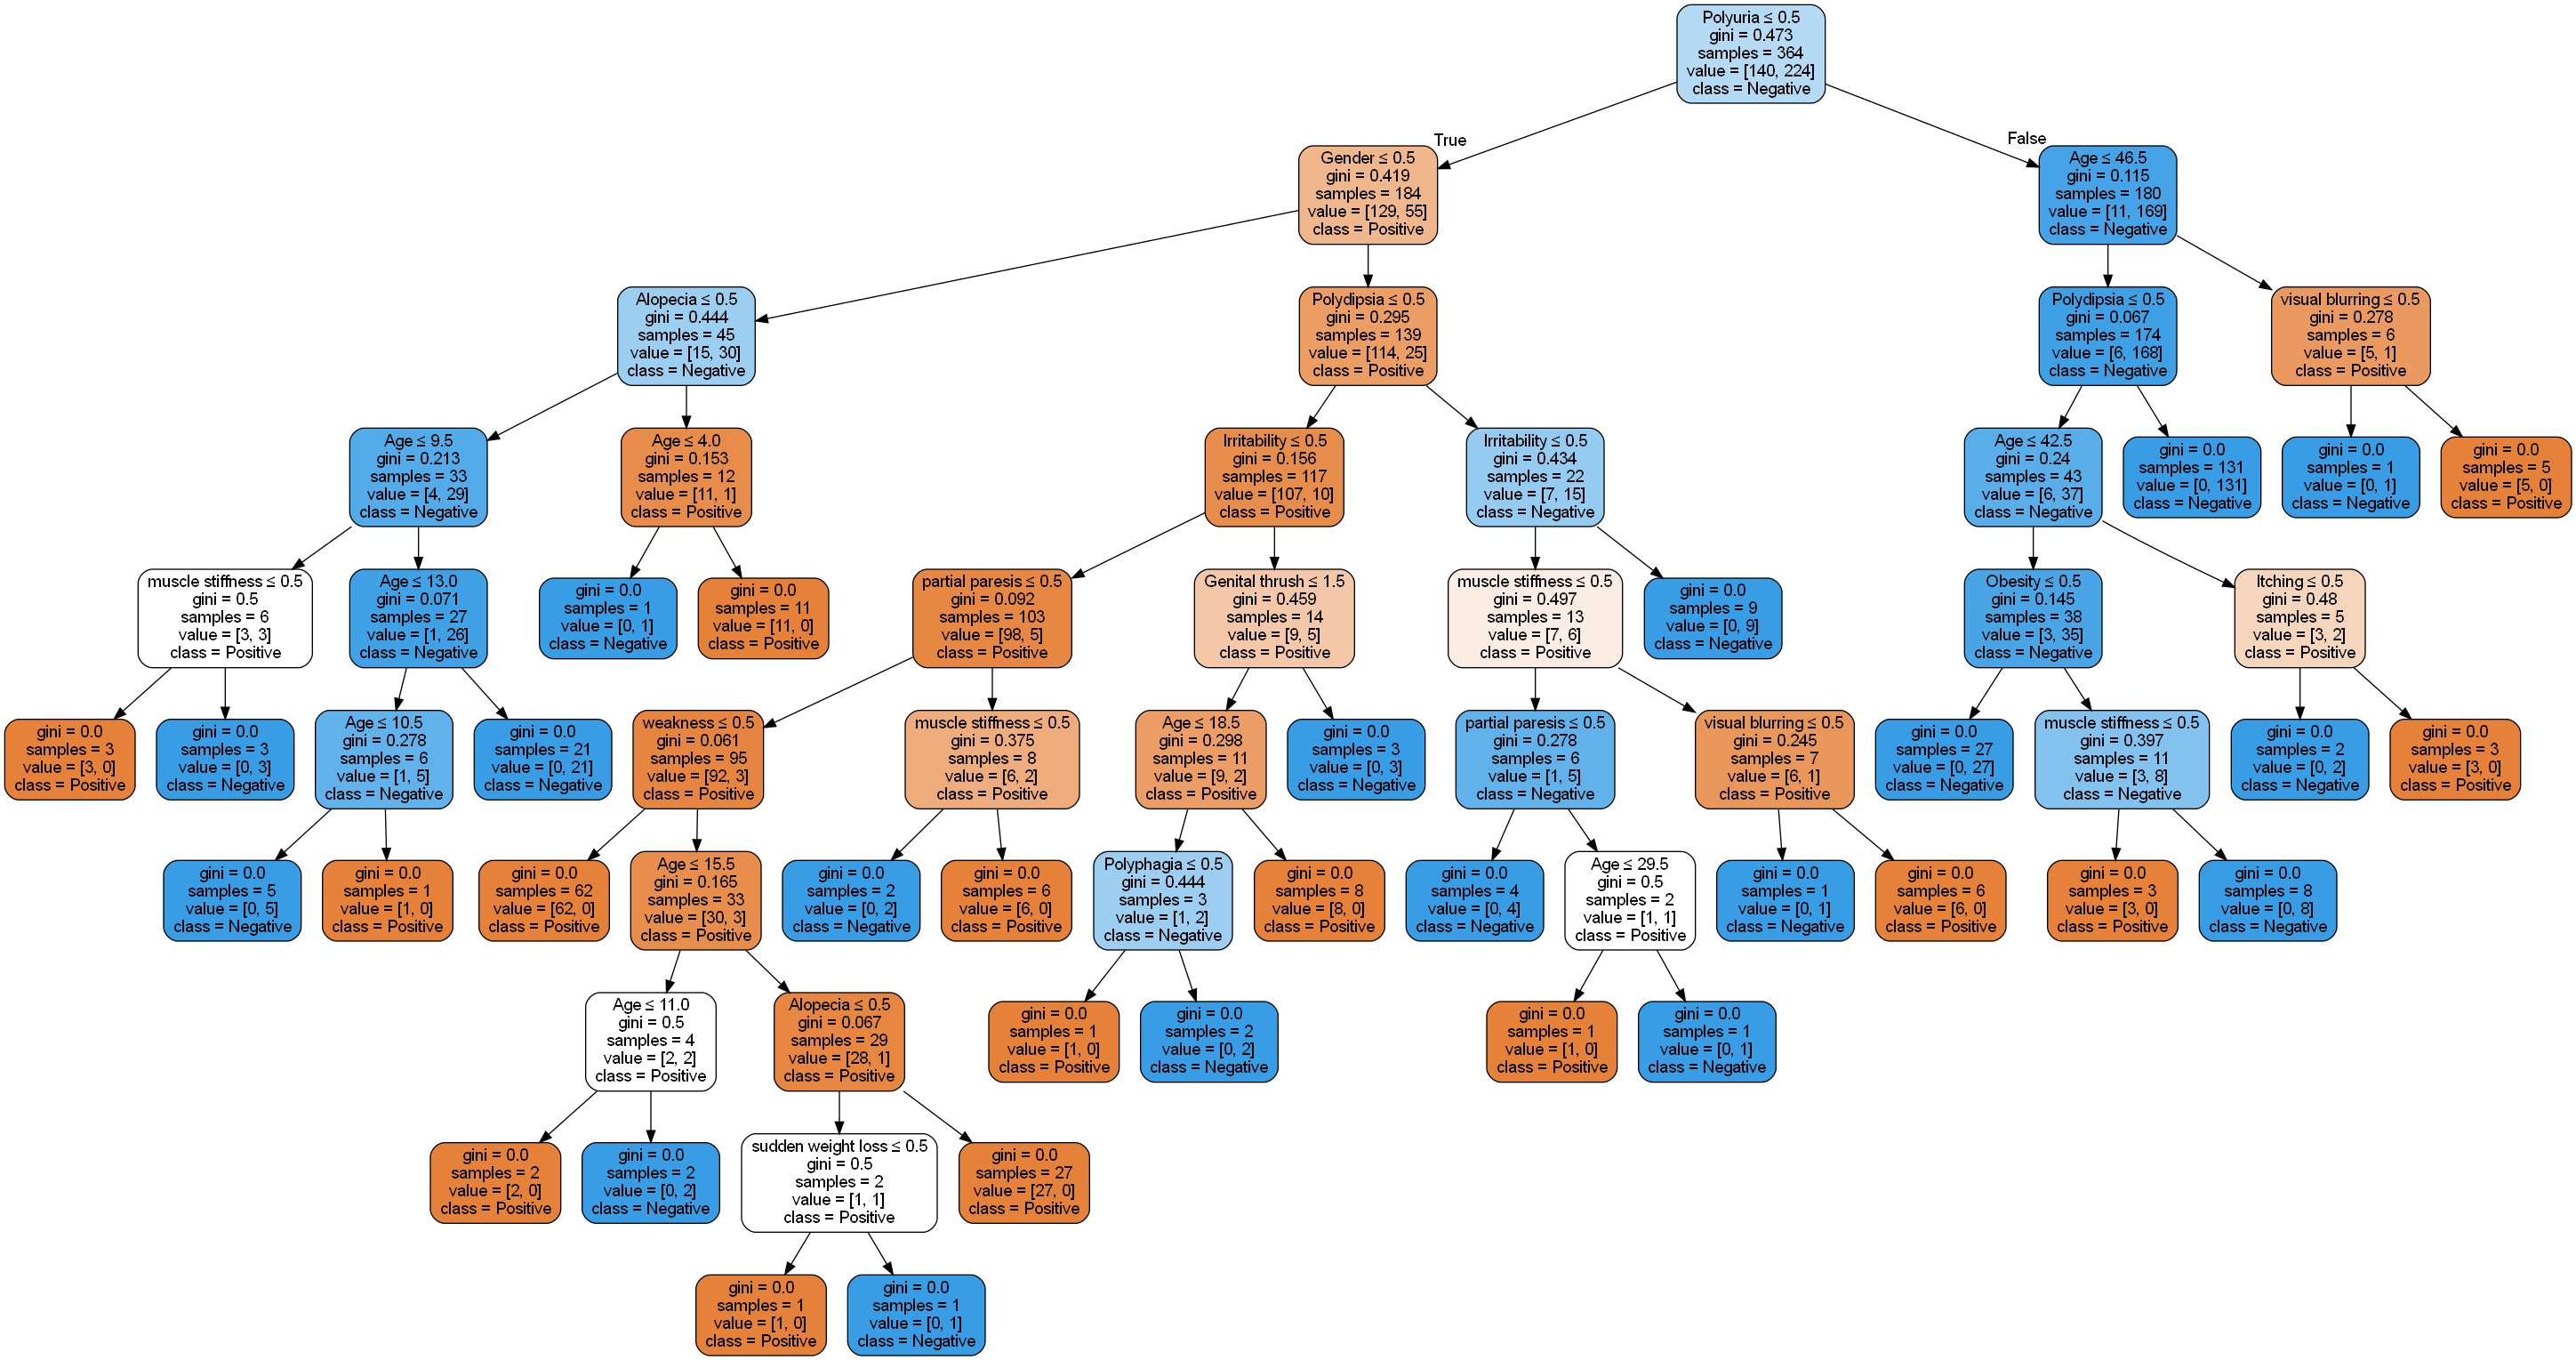 Polyuria ≤ 0.5
gini = 0.473
samples = 364
value = [140, 224]
class = Negative
True
False
Gender ≤ 0.5
gini = 0.419
samples = 184
value = [129, 55]
class = Positive
Age ≤ 46.5
gini = 0.115
samples = 180
value = [11, 169]
class = Negative
Alopecia ≤ 0.5
gini = 0.444
samples = 45
value = [15, 30]
class = Negative
Polydipsia ≤ 0.5
gini = 0.295
samples = 139
value = [114, 25]
class = Positive
Polydipsia ≤ 0.5
gini = 0.067
samples = 174
value = [6, 168]
class = Negative
visual blurring ≤ 0.5
gini = 0.278
samples = 6
value = [5, 1]
class = Positive
Age ≤ 9.5
gini = 0.213
samples = 33
value = [4, 29]
class = Negative
Age ≤ 4.0
gini = 0.153
samples = 12
value = [11, 1]
class = Positive
Irritability ≤ 0.5
gini = 0.156
samples = 117
value = [107, 10]
class = Positive
Irritability ≤ 0.5
gini = 0.434
samples = 22
value = [7, 15]
class = Negative
Age ≤ 42.5
gini = 0.24
samples = 43
value = [6, 37]
class = Negative
gini = 0.0
samples = 131
value = [0, 131]
class = Negative
gini = 0.0
samples = 1
value = [0, 1]
class = Negative
gini = 0.0
samples = 5
value = [5, 0]
class = Positive
muscle stiffness ≤ 0.5
gini = 0.5
samples = 6
value = [3, 3]
class = Positive
Age ≤ 13.0
gini = 0.071
samples = 27
value = [1, 26]
class = Negative
gini = 0.0
samples = 1
value = [0, 1]
class = Negative
gini = 0.0
samples = 11
value = [11, 0]
class = Positive
partial paresis ≤ 0.5
gini = 0.092
samples = 103
value = [98, 5]
class = Positive
Genital thrush ≤ 1.5
gini = 0.459
samples = 14
value = [9, 5]
class = Positive
muscle stiffness ≤ 0.5
gini = 0.497
samples = 13
value = [7, 6]
class = Positive
gini = 0.0
samples = 9
value = [0, 9]
class = Negative
Obesity ≤ 0.5
gini = 0.145
samples = 38
value = [3, 35]
class = Negative
Itching ≤ 0.5
gini = 0.48
samples = 5
value = [3, 2]
class = Positive
gini = 0.0
samples = 3
value = [3, 0]
class = Positive
gini = 0.0
samples = 3
value = [0, 3]
class = Negative
Age ≤ 10.5
gini = 0.278
samples = 6
value = [1, 5]
class = Negative
gini = 0.0
samples = 21
value = [0, 21]
class = Negative
weakness ≤ 0.5
gini = 0.061
samples = 95
value = [92, 3]
class = Positive
muscle stiffness ≤ 0.5
gini = 0.375
samples = 8
value = [6, 2]
class = Positive
Age ≤ 18.5
gini = 0.298
samples = 11
value = [9, 2]
class = Positive
gini = 0.0
samples = 3
value = [0, 3]
class = Negative
partial paresis ≤ 0.5
gini = 0.278
samples = 6
value = [1, 5]
class = Negative
visual blurring ≤ 0.5
gini = 0.245
samples = 7
value = [6, 1]
class = Positive
gini = 0.0
samples = 27
value = [0, 27]
class = Negative
muscle stiffness ≤ 0.5
gini = 0.397
samples = 11
value = [3, 8]
class = Negative
gini = 0.0
samples = 2
value = [0, 2]
class = Negative
gini = 0.0
samples = 3
value = [3, 0]
class = Positive
gini = 0.0
samples = 5
value = [0, 5]
class = Negative
gini = 0.0
samples = 1
value = [1, 0]
class = Positive
gini = 0.0
samples = 62
value = [62, 0]
class = Positive
Age ≤ 15.5
gini = 0.165
samples = 33
value = [30, 3]
class = Positive
gini = 0.0
samples = 2
value = [0, 2]
class = Negative
gini = 0.0
samples = 6
value = [6, 0]
class = Positive
Polyphagia ≤ 0.5
gini = 0.444
samples = 3
value = [1, 2]
class = Negative
gini = 0.0
samples = 8
value = [8, 0]
class = Positive
gini = 0.0
samples = 4
value = [0, 4]
class = Negative
Age ≤ 29.5
gini = 0.5
samples = 2
value = [1, 1]
class = Positive
gini = 0.0
samples = 1
value = [0, 1]
class = Negative
gini = 0.0
samples = 6
value = [6, 0]
class = Positive
gini = 0.0
samples = 3
value = [3, 0]
class = Positive
gini = 0.0
samples = 8
value = [0, 8]
class = Negative
Age ≤ 11.0
gini = 0.5
samples = 4
value = [2, 2]
class = Positive
Alopecia ≤ 0.5
gini = 0.067
samples = 29
value = [28, 1]
class = Positive
gini = 0.0
samples = 1
value = [1, 0]
class = Positive
gini = 0.0
samples = 2
value = [0, 2]
class = Negative
gini = 0.0
samples = 1
value = [1, 0]
class = Positive
gini = 0.0
samples = 1
value = [0, 1]
class = Negative
gini = 0.0
samples = 2
value = [2, 0]
class = Positive
gini = 0.0
samples = 2
value = [0, 2]
class = Negative
sudden weight loss ≤ 0.5
gini = 0.5
samples = 2
value = [1, 1]
class = Positive
gini = 0.0
samples = 27
value = [27, 0]
class = Positive
gini = 0.0
samples = 1
value = [1, 0]
class = Positive
gini = 0.0
samples = 1
value = [0, 1]
class = Negative